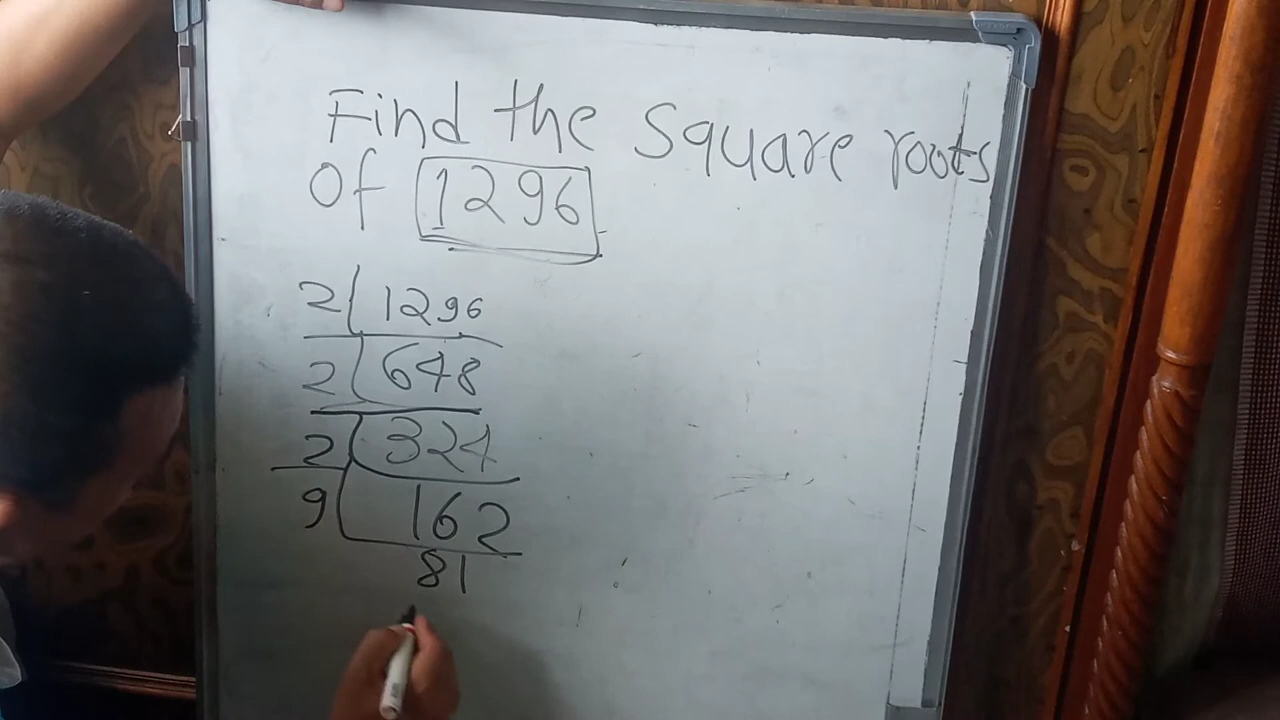 Find the Square roots
of 1296
2 1296
2 648
2 324
9 162
81